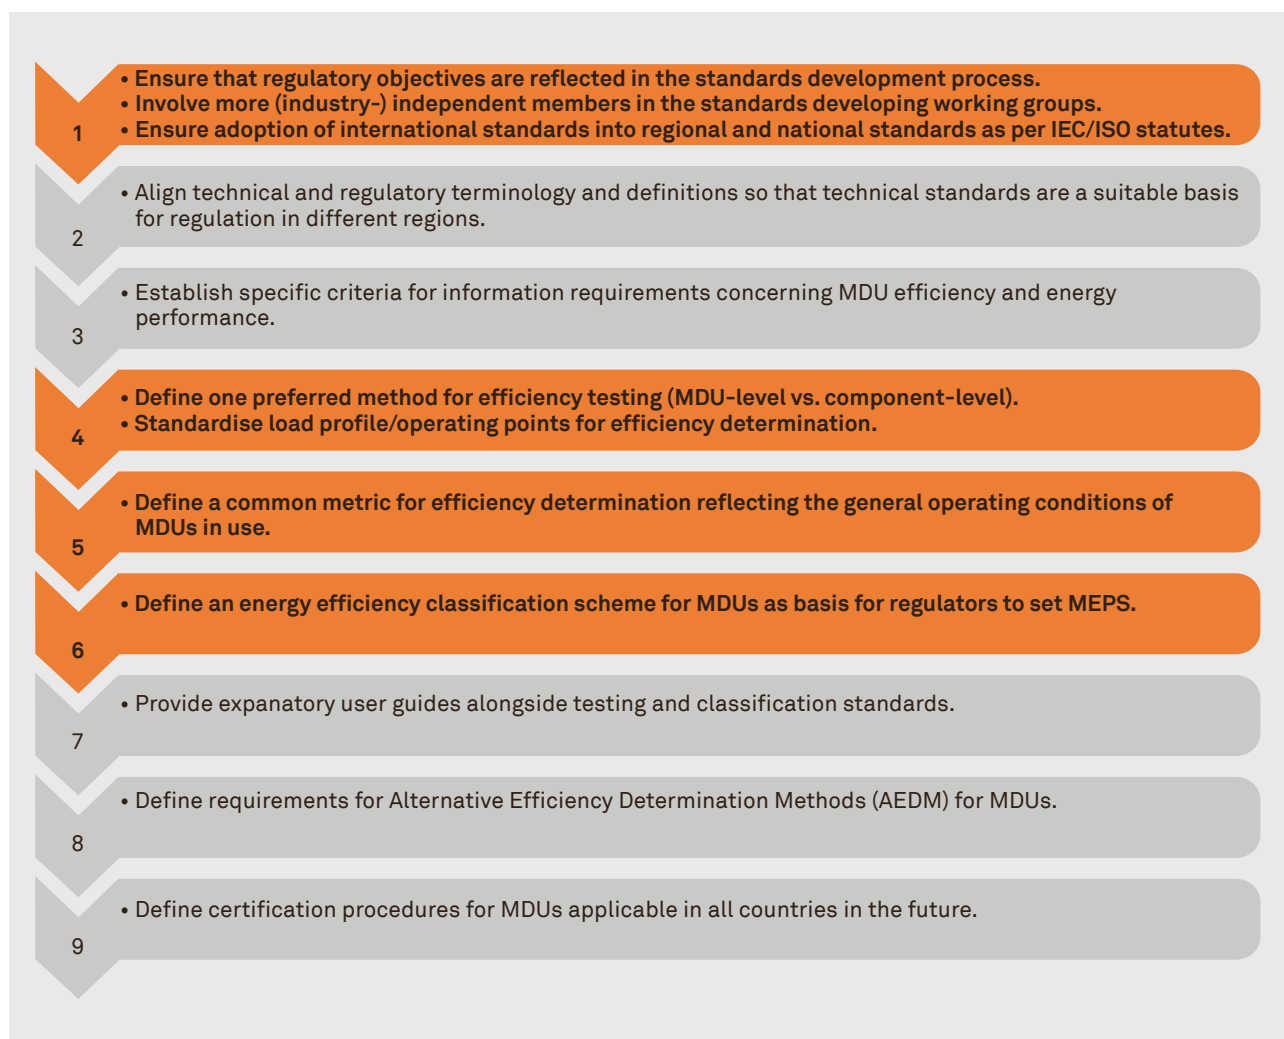 • Ensure that regulatory objectives are reflected in the standards development process.
• Involve more (industry-) independent members in the standards developing working groups.
• Ensure adoption of international standards into regional and national standards as per IEC/ISO statutes.
1
• Align technical and regulatory terminology and definitions so that technical standards are a suitable basis
for regulation in different regions.
2
• Establish specific criteria for information requirements concerning MDU efficiency and energy
performance.
3
• Define one preferred method for efficiency testing (MDU-level vs. component-level).
• Standardise load profile/operating points for efficiency determination.
4
• Define a common metric for efficiency determination reflecting the general operating conditions of
MDUs in use.
5
• Define an energy efficiency classification scheme for MDUs as basis for regulators to set MEPS.
6
• Provide expanatory user guides alongside testing and classification standards.
7
• Define requirements for Alternative Efficiency Determination Methods (AEDM) for MDUs.
8
• Define certification procedures for MDUs applicable in all countries in the future.
9